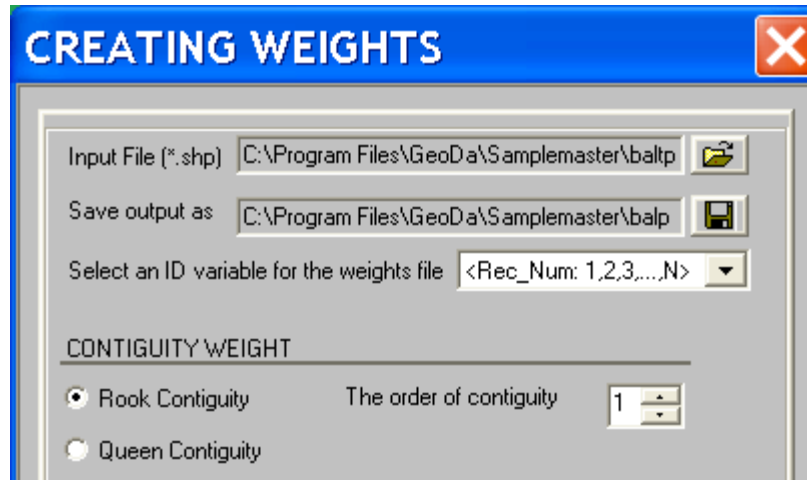 CREATING WEIGHTS
Input File (*.shp) C:\Program Files\GeoDa\Samplemaster\baltp
Save output as C:\Program Files\GeoDa\Samplemaster\balp
Select an ID variable for the weights file <Rec_Num: 1,2,3,...,N>
CONTIGUITY WEIGHT
Rook Contiguity The order of contiguity 1
Queen Contiguity